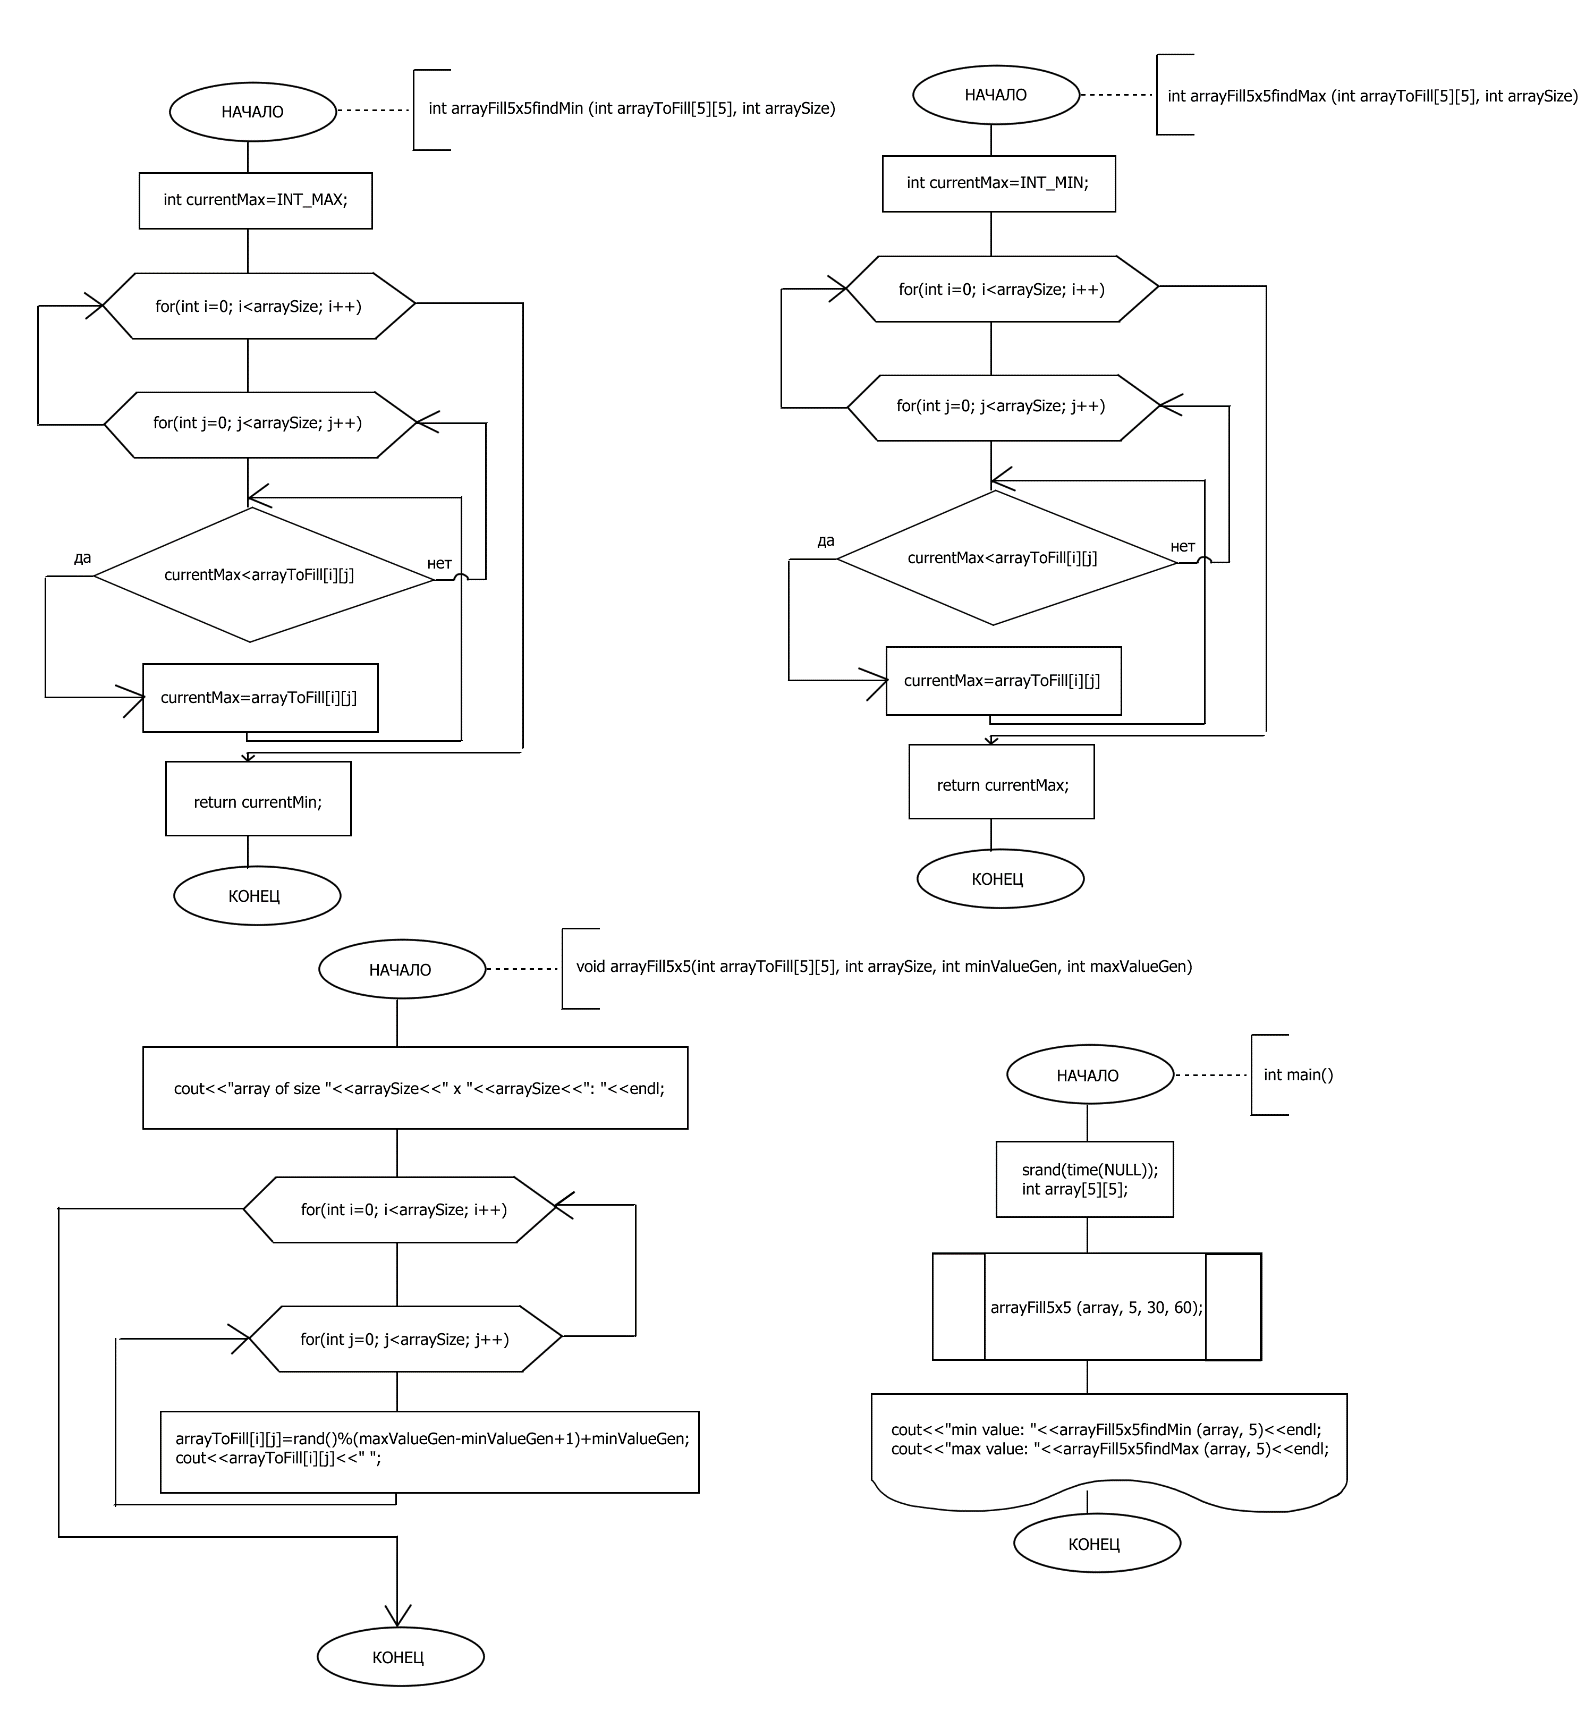 НАЧАЛО
int arrayFill5x5findMin (int arrayToFill[5][5], int arraySize)
int currentMax=INT_MAX;
for(int i=0; i<arraySize; i++)
for(int j=0; j<arraySize; j++)
да
нет
currentMax<arrayToFill[i][j]
currentMax=arrayToFill[i][j]
return currentMin;
КОНЕЦ
НАЧАЛО
int arrayFill5x5findMax (int arrayToFill[5][5], int arraySize)
int currentMax=INT_MIN;
for(int i=0; i<arraySize; i++)
for(int j=0; j<arraySize; j++)
да
нет
currentMax<arrayToFill[i][j]
currentMax=arrayToFill[i][j]
return currentMax;
КОНЕЦ
НАЧАЛО
void arrayFill5x5(int arrayToFill[5][5], int arraySize, int minValueGen, int maxValueGen)
cout<<"array of size "<<arraySize<<" x "<<arraySize<<": "<<endl;
for(int i=0; i<arraySize; i++)
for(int j=0; j<arraySize; j++)
arrayToFill[i][j]=rand()%(maxValueGen-minValueGen+1)+minValueGen;
cout<<arrayToFill[i][j]<<" ";
КОНЕЦ
НАЧАЛО
int main()
srand(time(NULL));
int array[5][5];
arrayFill5x5 (array, 5, 30, 60);
cout<<"min value: "<<arrayFill5x5findMin (array, 5)<<endl;
cout<<"max value: "<<arrayFill5x5findMax (array, 5)<<endl;
КОНЕЦ